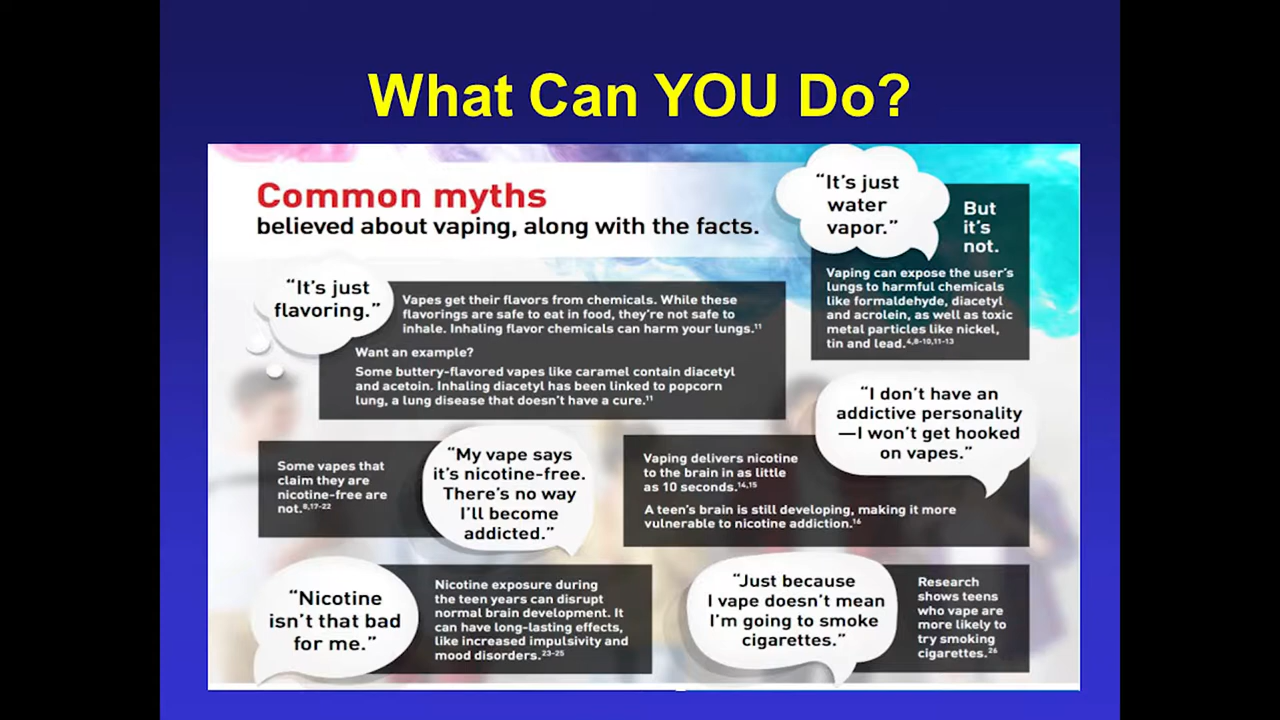 What Can YOU Do?
Common myths
believed about vaping, along with the facts.
“It’s just
water
vapor.”
But
it’s
not.
Vaping can expose the user’s
lungs to harmful chemicals
like formaldehyde, diacetyl
and acrolein, as well as toxic
metal particles like nickel,
tin and lead.4,8-10,11-13
“It’s just
flavoring.”
Vapes get their flavors from chemicals. While these
flavorings are safe to eat in food, they’re not safe to
inhale. Inhaling flavor chemicals can harm your lungs.11
Want an example?
Some buttery-flavored vapes like caramel contain diacetyl
and acetoin. Inhaling diacetyl has been linked to popcorn
lung, a lung disease that doesn’t have a cure.11
“I don’t have an
addictive personality
—I won’t get hooked
on vapes.”
Vaping delivers nicotine
to the brain in as little
as 10 seconds.14,15
A teen’s brain is still developing, making it more
vulnerable to nicotine addiction.16
Some vapes that
claim they are
nicotine-free are
not.8,17-22
“My vape says
it’s nicotine-free.
There’s no way
I’ll become
addicted.”
“Nicotine
isn’t that bad
for me.”
Nicotine exposure during
the teen years can disrupt
normal brain development. It
can have long-lasting effects,
like increased impulsivity and
mood disorders.23-25
“Just because
I vape doesn’t mean
I’m going to smoke
cigarettes.”
Research
shows teens
who vape are
more likely to
try smoking
cigarettes.26